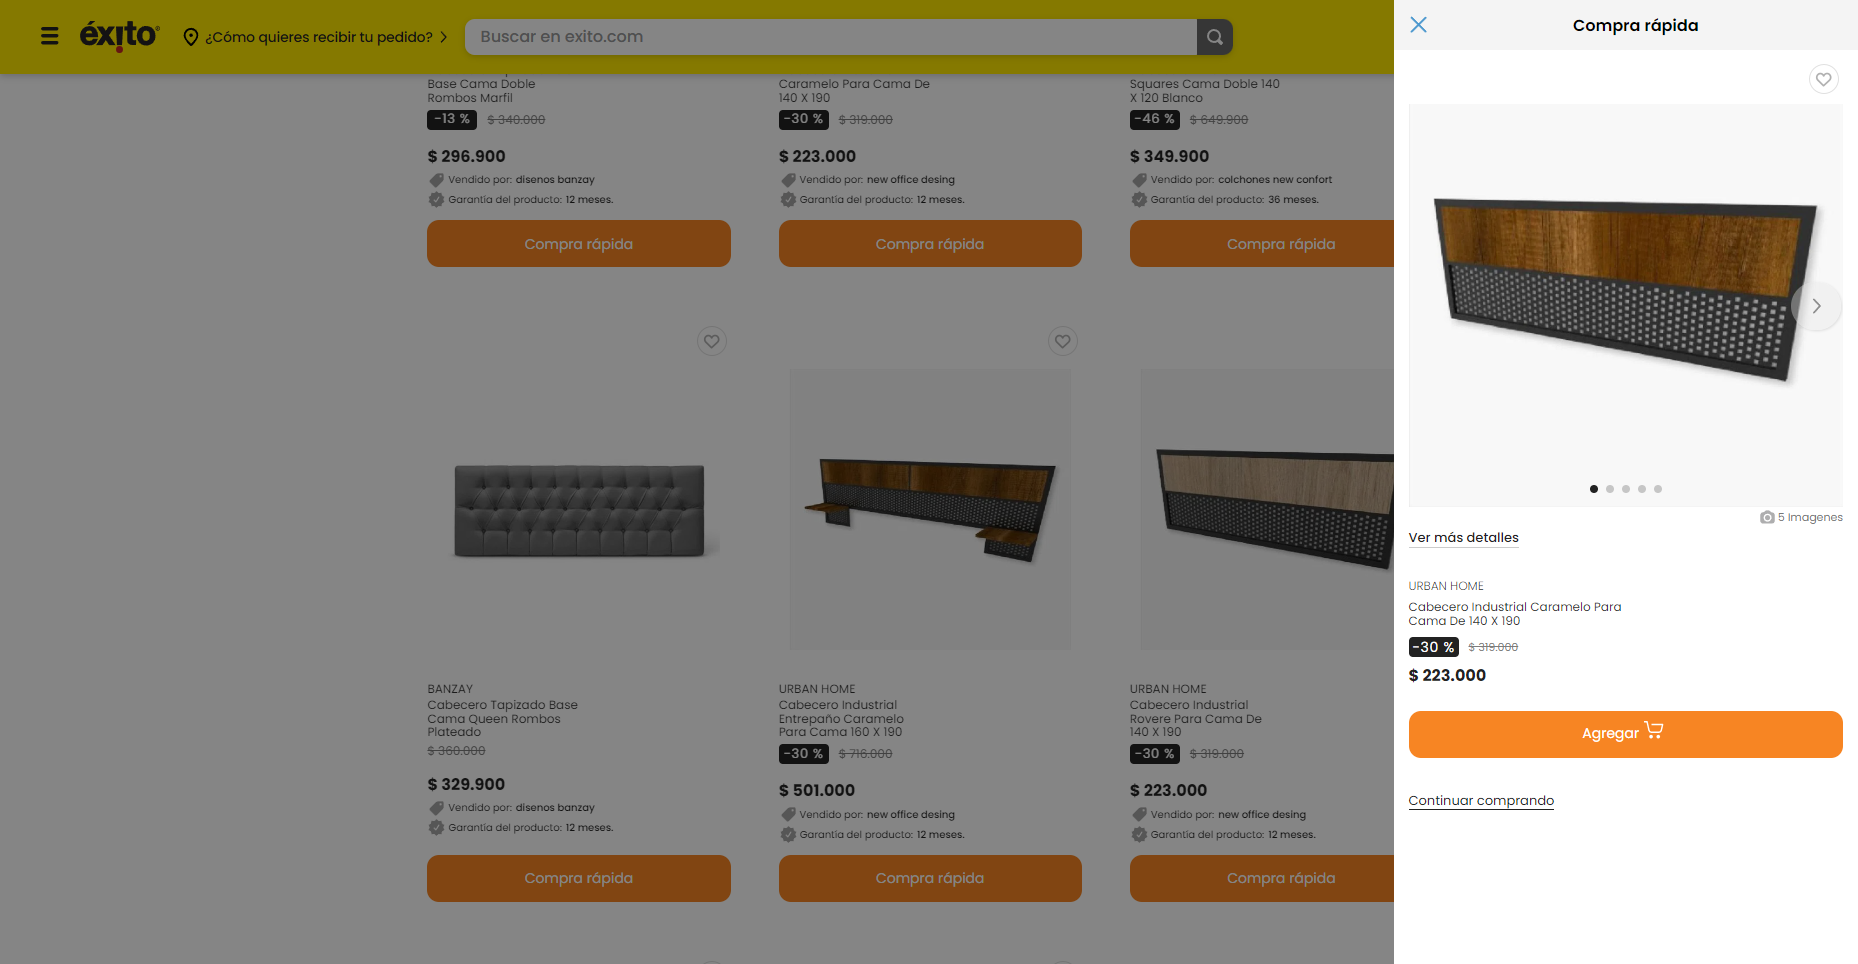 éxito
¿Cómo quieres recibir tu pedido?
Buscar en exito.com
Base Cama Doble
Rombos Marfil
-13 % $ 340.000
$ 296.900
Vendido por: disenos banzay
Garantía del producto: 12 meses.
Compra rápida
Caramelo Para Cama De
140 X 190
-30 % $ 319.000
$ 223.000
Vendido por: new office desing
Garantía del producto: 12 meses.
Compra rápida
Squares Cama Doble 140
X 120 Blanco
-46 % $ 649.900
$ 349.900
Vendido por: colchones new confort
Garantía del producto: 36 meses.
Compra rápida
BANZAY
Cabecero Tapizado Base
Cama Queen Rombos
Plateado
$ 360.000
$ 329.900
Vendido por: disenos banzay
Garantía del producto: 12 meses.
Compra rápida
URBAN HOME
Cabecero Industrial
Entrepaño Caramelo
Para Cama 160 X 190
-30 % $ 716.000
$ 501.000
Vendido por: new office desing
Garantía del producto: 12 meses.
Compra rápida
URBAN HOME
Cabecero Industrial
Rovere Para Cama De
140 X 190
-30 % $ 319.000
$ 223.000
Vendido por: new office desing
Garantía del producto: 12 meses.
Compra rápida
Compra rápida
5 Imagenes
Ver más detalles
URBAN HOME
Cabecero Industrial Caramelo Para
Cama De 140 X 190
-30 % $ 319.000
$ 223.000
Agregar
Continuar comprando